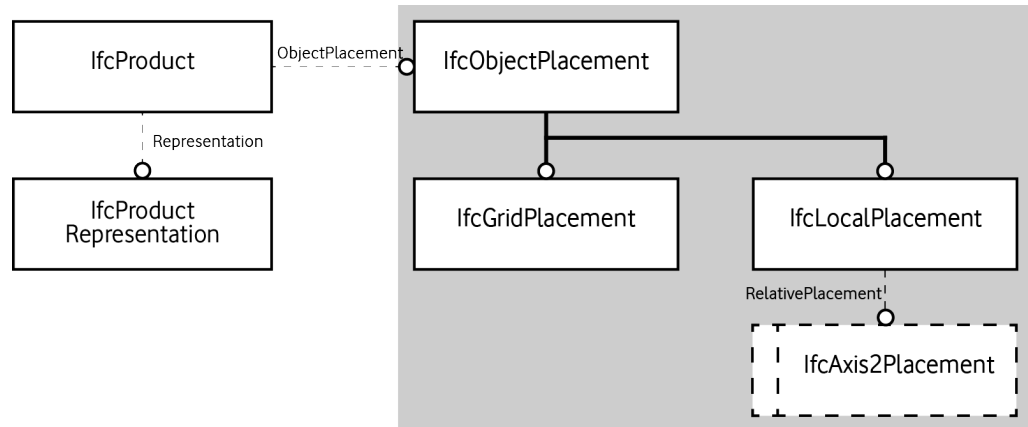 IfcProduct
ObjectPlacement
IfcObjectPlacement
Representation
IfcProduct
Representation
IfcGridPlacement
IfcLocalPlacement
RelativePlacement
IfcAxis2Placement